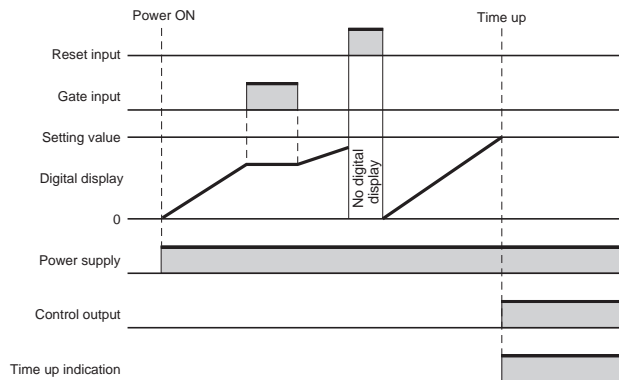 Power ON
Time up
Reset input
Gate input
Setting value
Digital display
No digital
display
0
Power supply
Control output
Time up indication